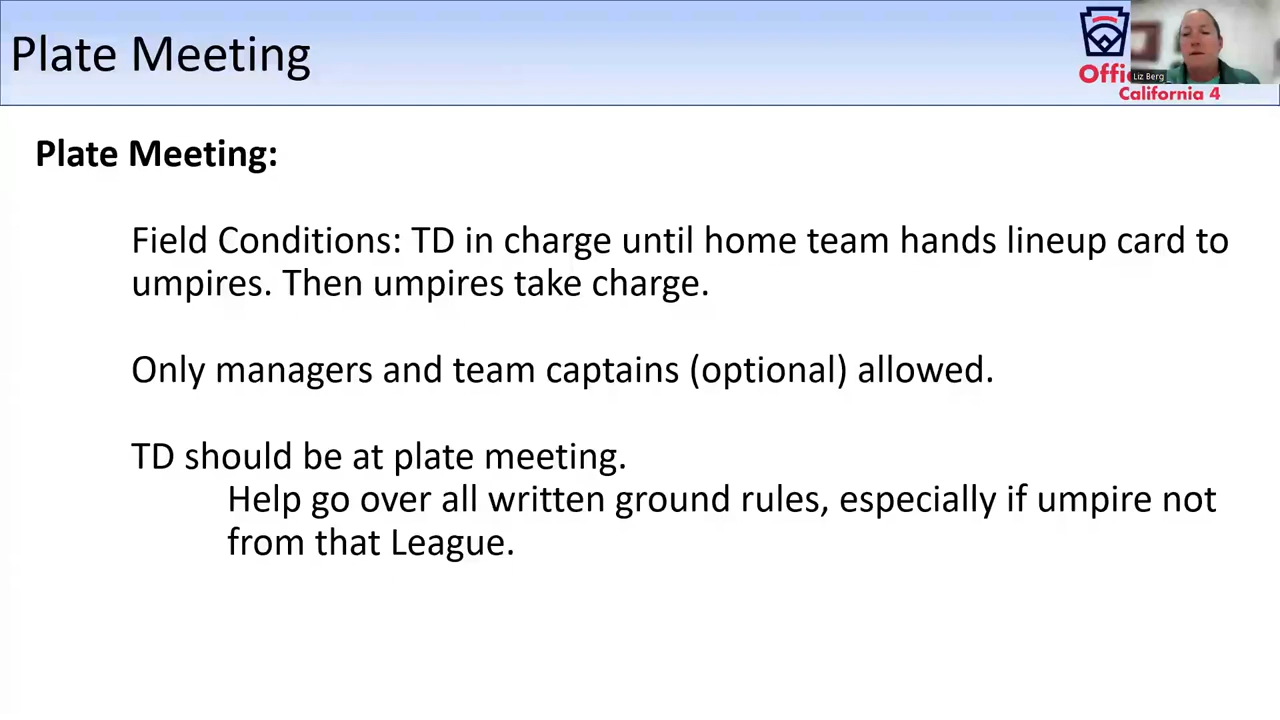 Plate Meeting
Offi
Liz Berg
California 4
Plate Meeting:
Field Conditions: TD in charge until home team hands lineup card to
umpires. Then umpires take charge.
Only managers and team captains (optional) allowed.
TD should be at plate meeting.
Help go over all written ground rules, especially if umpire not
from that League.